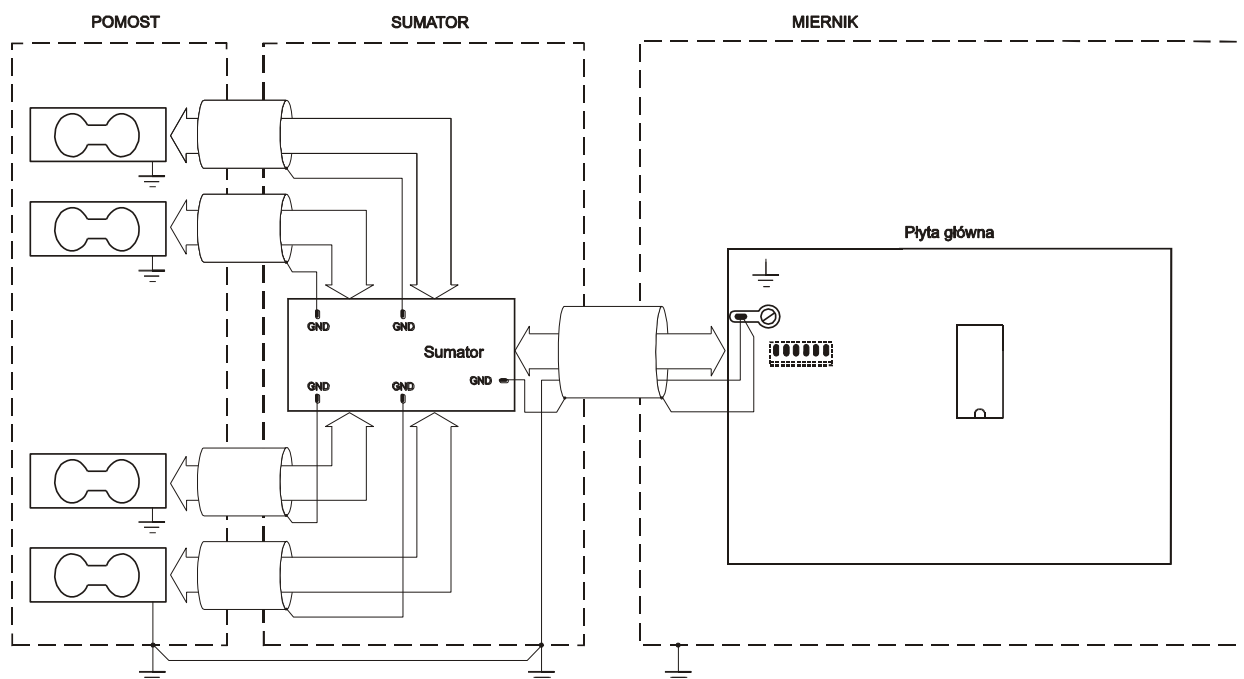 POMOST
SUMATOR
MIERNIK
Płyta główna
GND
GND
Sumator
GND
GND
GND